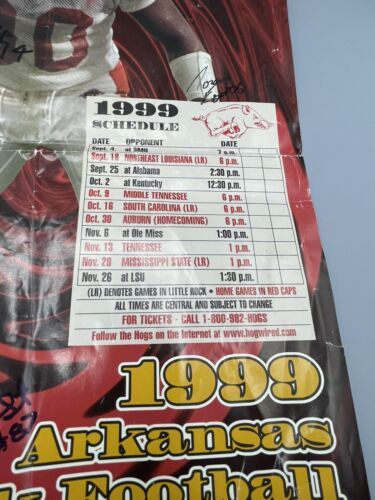 1999
SCHEDULE
DATE OPPONENT DATE
Sept. 4 at SMU 7 p.m.
Sept. 18 NORTHEAST LOUISIANA (LR) 6 p.m.
Sept. 25 at Alabama 2:30 p.m.
Oct. 2 at Kentucky 12:30 p.m.
Oct. 9 MIDDLE TENNESSEE 6 p.m.
Oct. 16 SOUTH CAROLINA (LR) 6 p.m.
Oct. 30 AUBURN (HOMECOMING) 6 p.m.
Nov. 6 at Ole Miss 1:00 p.m.
Nov. 13 TENNESSEE 1 p.m.
Nov. 20 MISSISSIPPI STATE (LR) 1 p.m.
Nov. 26 at LSU 1:30 p.m.
(LR) DENOTES GAMES IN LITTLE ROCK • HOME GAMES IN RED CAPS
ALL TIMES ARE CENTRAL AND SUBJECT TO CHANGE
FOR TICKETS - CALL 1-800-982-HOGS
Follow the Hogs on the Internet at www.hogwired.com
1999
Arkansas
Football